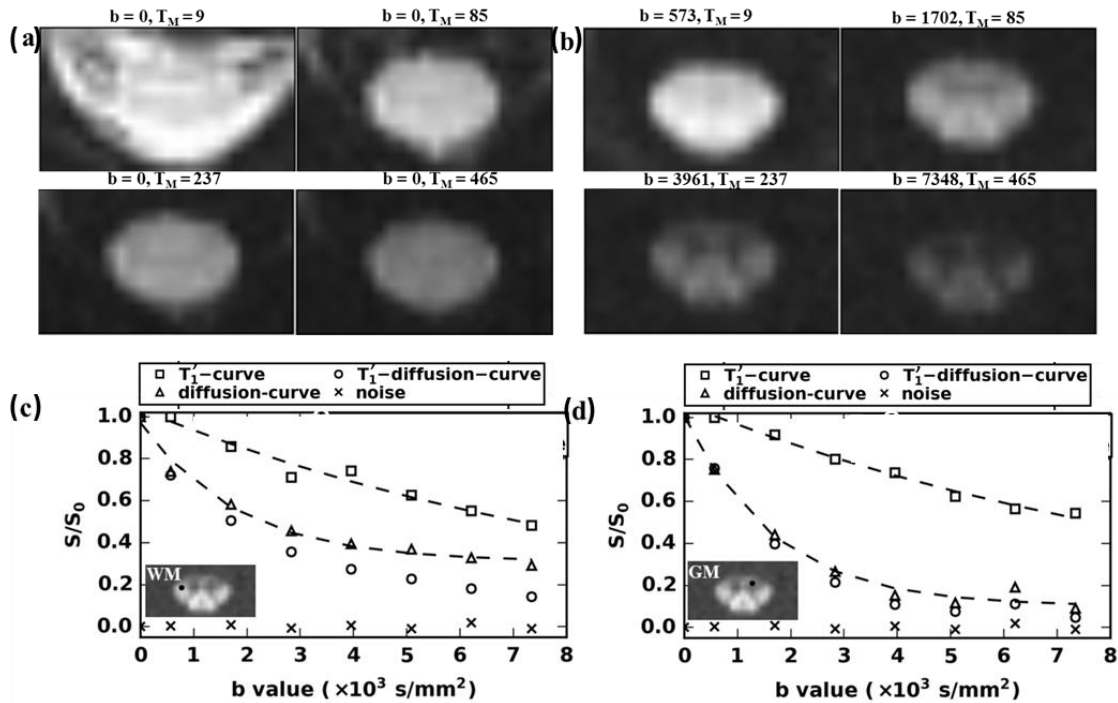 (a)
b = 0, T_M = 9
b = 0, T_M = 85
b = 0, T_M = 237
b = 0, T_M = 465
(b)
b = 573, T_M = 9
b = 1702, T_M = 85
b = 3961, T_M = 237
b = 7348, T_M = 465
(c)
T′₁−curve
T′₁−diffusion−curve
diffusion-curve
noise
S/S₀
1.0
0.8
0.6
0.4
0.2
0.0
WM
0 1 2 3 4 5 6 7 8
b value (×10³ s/mm²)
(d)
T′₁−curve
T′₁−diffusion−curve
diffusion-curve
noise
S/S₀
1.0
0.8
0.6
0.4
0.2
0.0
GM
0 1 2 3 4 5 6 7 8
b value (×10³ s/mm²)